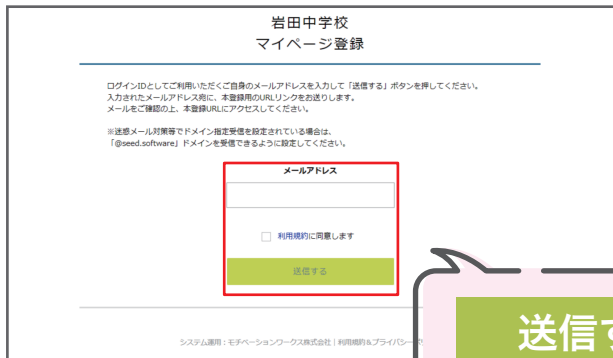 岩田中学校
マイページ登録
ログインIDとしてご利用いただくご自身のメールアドレスを入力して「送信する」ボタンを押してください。
入力されたメールアドレス宛に、本登録用のURLリンクをお送りします。
メールをご確認の上、本登録URLにアクセスしてください。
※迷惑メール対策等でドメイン指定受信を設定されている場合は、
「@seed.software」ドメインを受信できるように設定してください。
メールアドレス
利用規約に同意します
送信する
送信す
システム運用：モチベーションワークス株式会社 | 利用規約&プライバシー